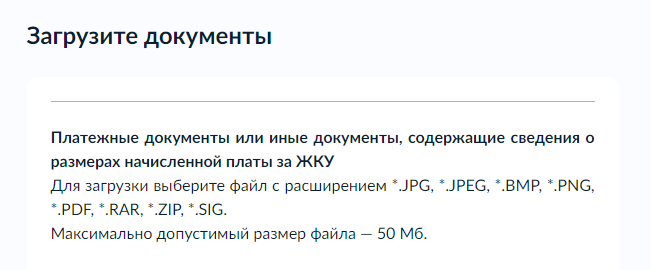 Загрузите документы
Платежные документы или иные документы, содержащие сведения о
размерах начисленной платы за ЖКУ
Для загрузки выберите файл с расширением *.JPG, *.JPEG, *.BMP, *.PNG,
*.PDF, *.RAR, *.ZIP, *.SIG.
Максимально допустимый размер файла — 50 Мб.